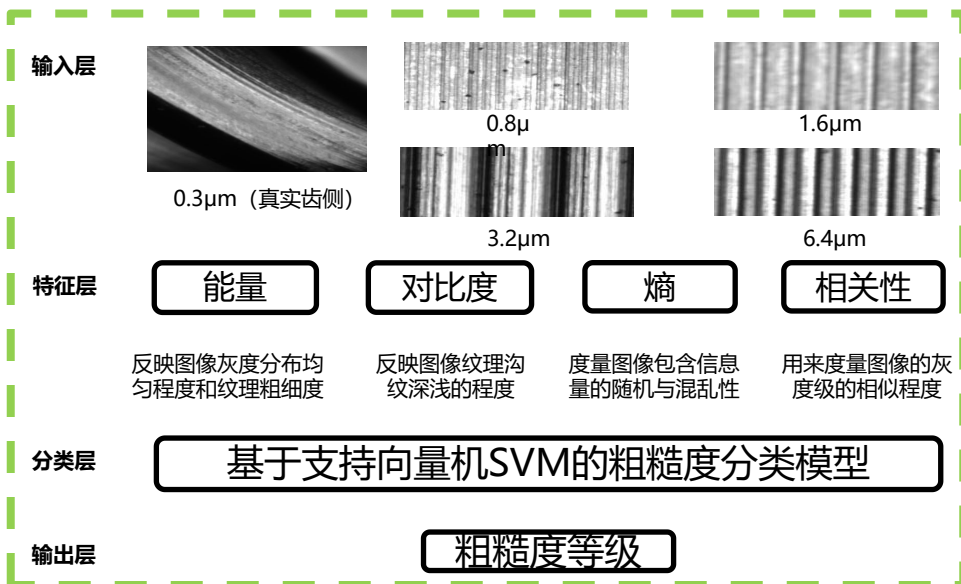 输入层
0.8μ
m
1.6μm
0.3μm（真实齿侧）
3.2μm
6.4μm
特征层
能量
对比度
熵
相关性
反映图像灰度分布均
匀程度和纹理粗细度
反映图像纹理沟
纹深浅的程度
度量图像包含信息
量的随机与混乱性
用来度量图像的灰
度级的相似程度
分类层
基于支持向量机SVM的粗糙度分类模型
输出层
粗糙度等级